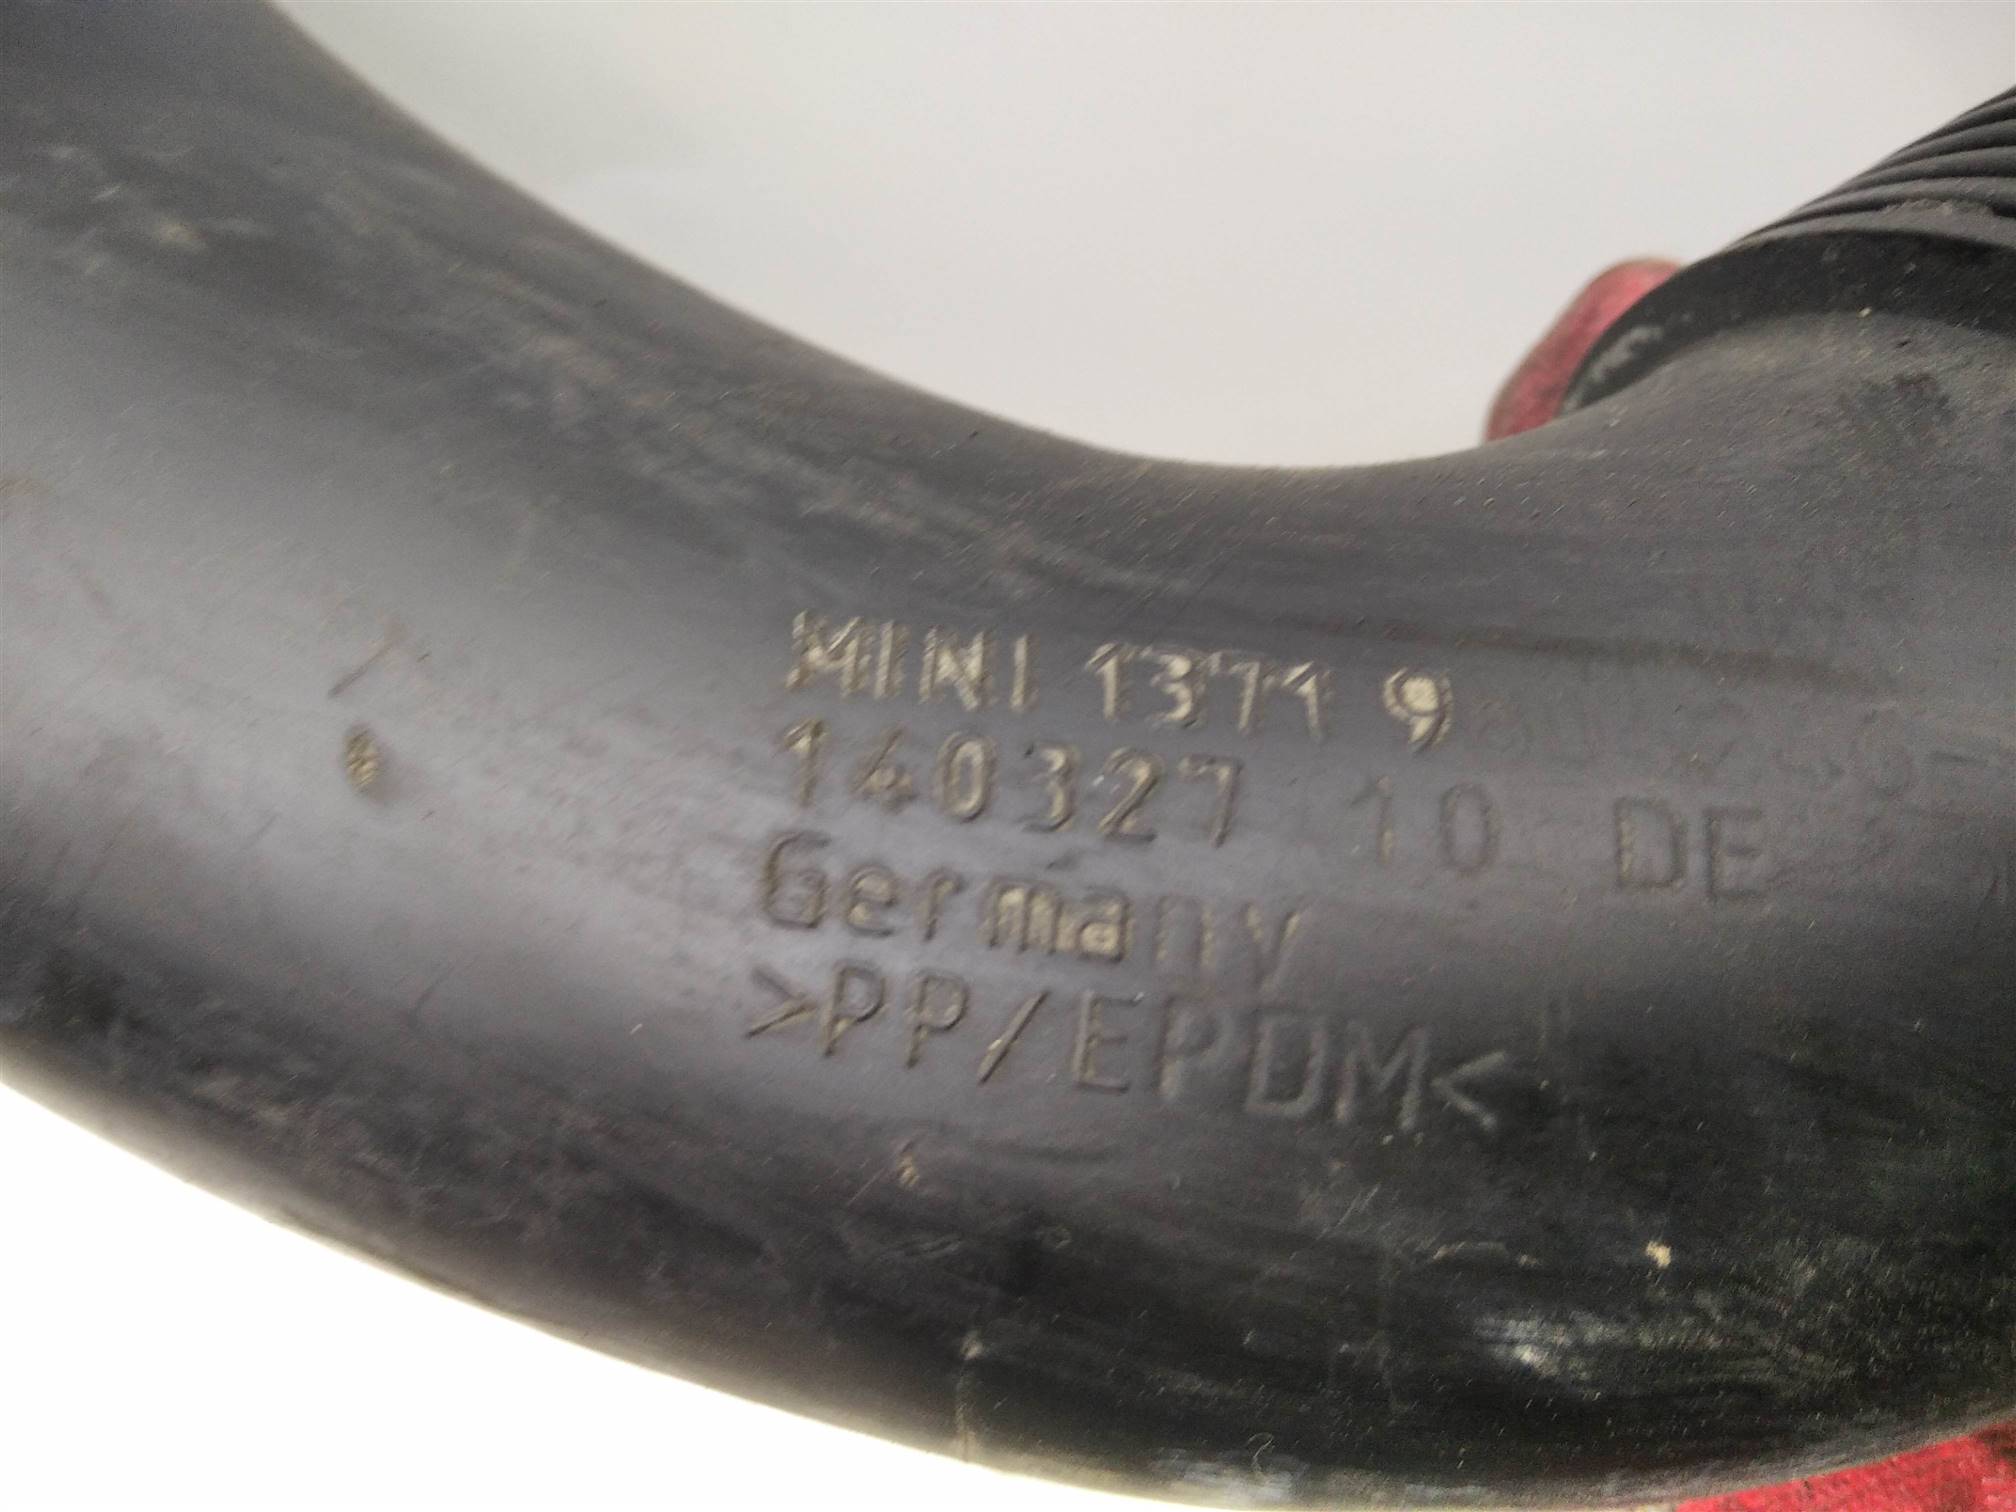 MINI 1371 9
140327 10 DE
Germany
>PP/EPDM<